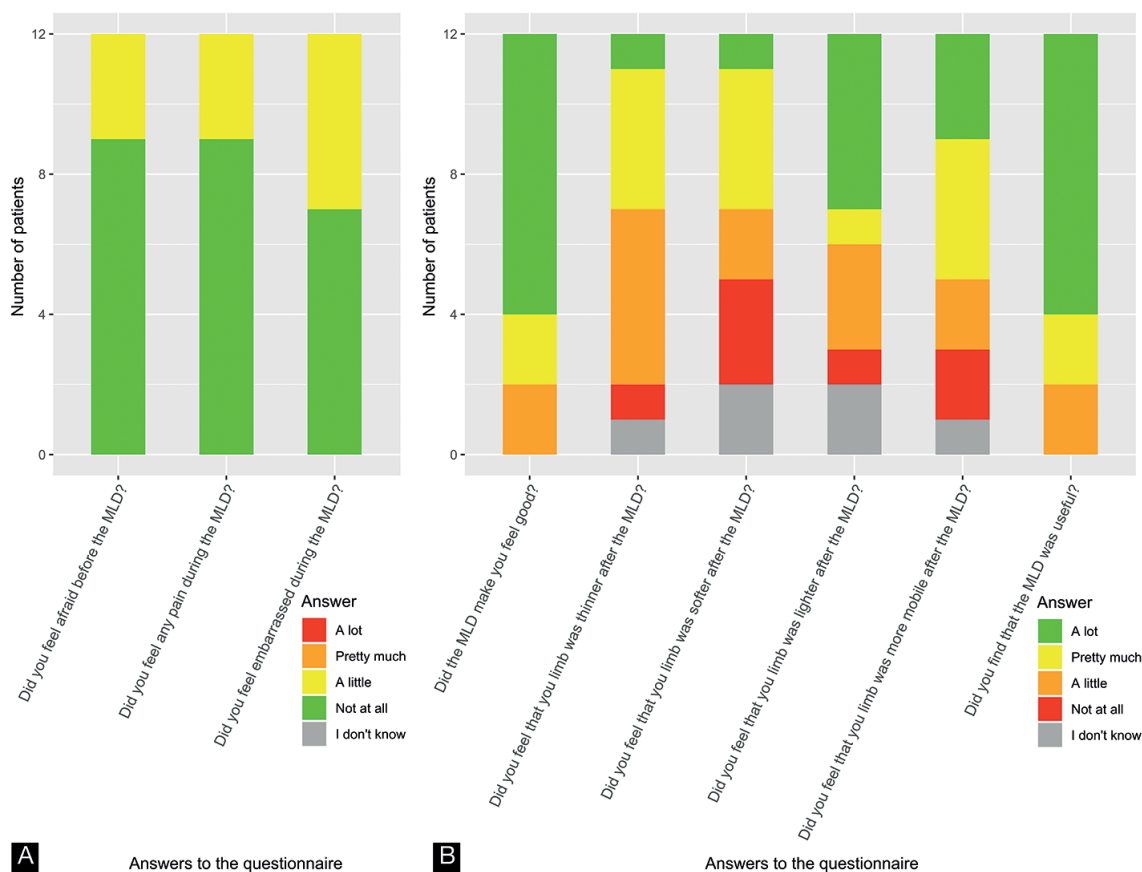 Number of patients
12
8
4
0
Did you feel afraid before the MLD?
Did you feel any pain during the MLD?
Did you feel embarrassed during the MLD?
Answer
A lot
Pretty much
A little
Not at all
I don't know
A
Answers to the questionnaire
Number of patients
12
8
4
0
Did the MLD make you feel good?
Did you feel that you limb was thinner after the MLD?
Did you feel that you limb was softer after the MLD?
Did you feel that you limb was lighter after the MLD?
Did you feel that you limb was more mobile after the MLD?
Did you find that the MLD was useful?
Answer
A lot
Pretty much
A little
Not at all
I don't know
B
Answers to the questionnaire